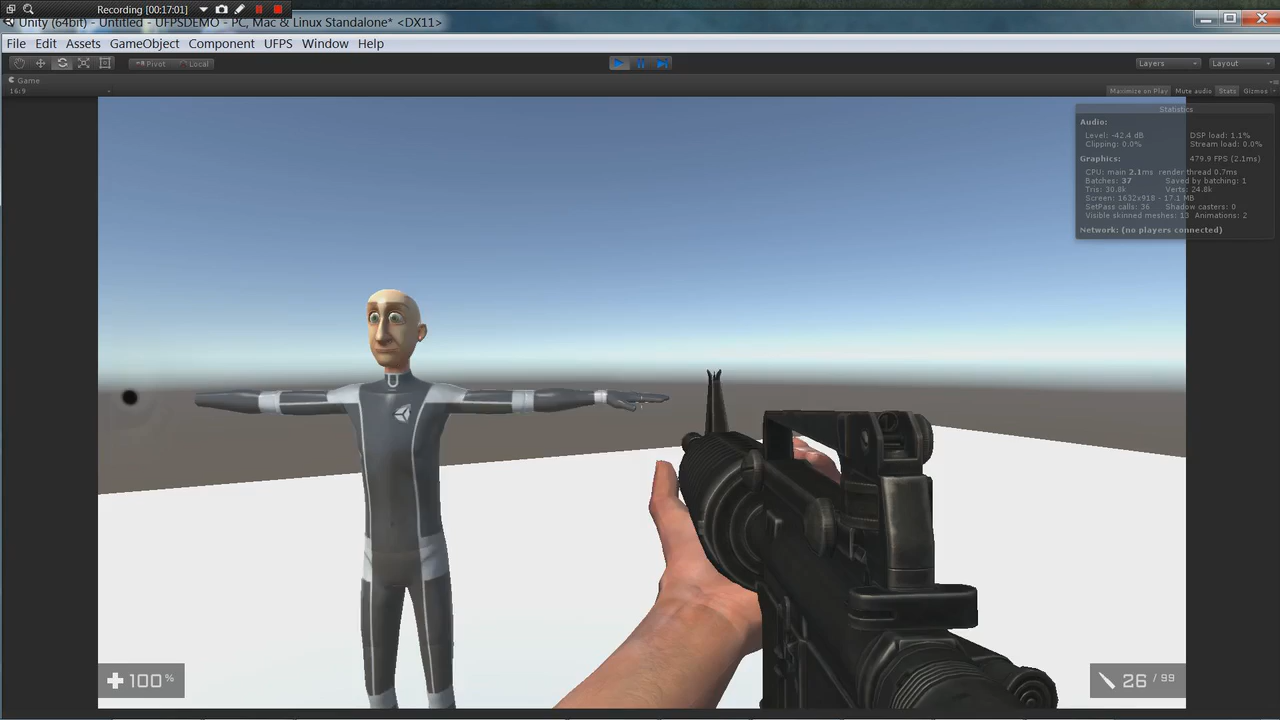 Recording [00:17:01]
Unity (64bit) - Untitled - UFPSDEMO - PC, Mac & Linux Standalone* <DX11>
File Edit Assets GameObject Component UFPS Window Help
Pivot Local Layers Layout
Game
16:9 Maximize on Play Mute audio Stats Gizmos
Statistics
Audio:
Level: -42.4 dB DSP load: 1.1%
Clipping: 0.0% Stream load: 0.0%
Graphics: 479.9 FPS (2.1ms)
CPU: main 2.1ms render thread 0.7ms
Batches: 37 Saved by batching: 1
Tris: 30.8k Verts: 24.8k
Screen: 1632x918 - 17.1 MB
SetPass calls: 36 Shadow casters: 0
Visible skinned meshes: 13 Animations: 2
Network: (no players connected)
100% 26 / 99